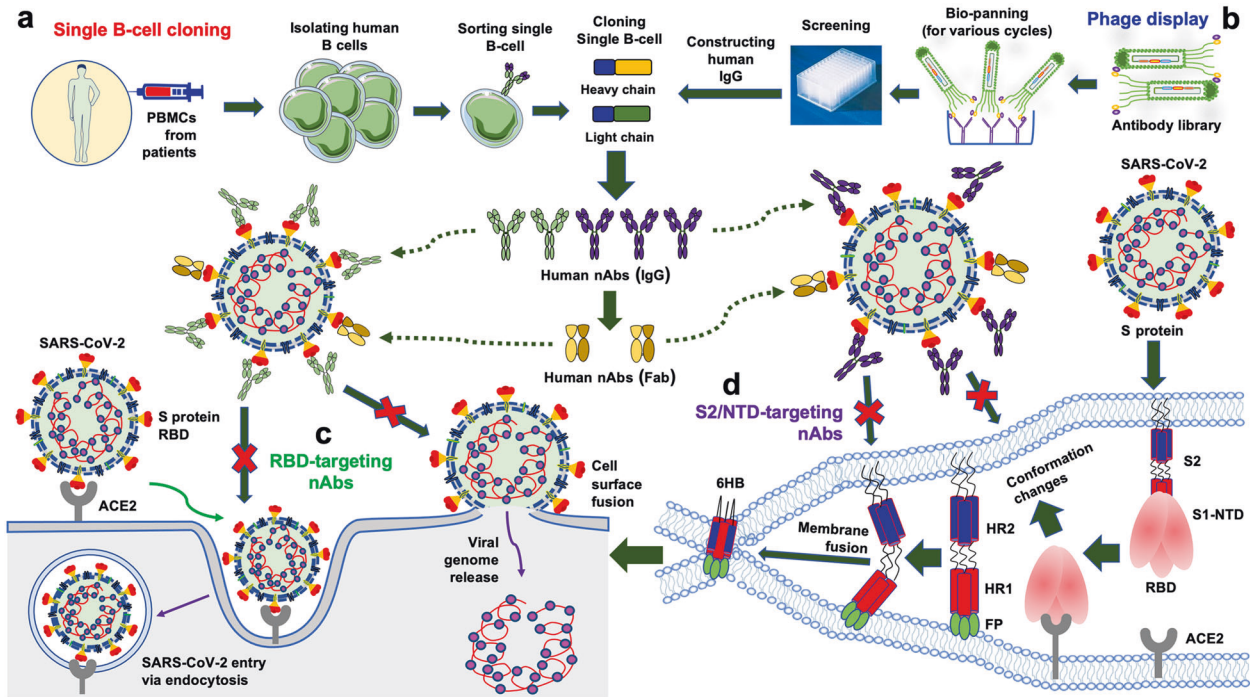 a
Single B-cell cloning
PBMCs
from
patients
Isolating human
B cells
Sorting single
B-cell
Cloning
Single B-cell
Heavy chain
Light chain
Constructing
human
IgG
Screening
Bio-panning
(for various cycles)
Phage display
b
Antibody library
SARS-CoV-2
S protein
Human nAbs (IgG)
Human nAbs (Fab)
SARS-CoV-2
S protein
RBD
ACE2
c
RBD-targeting
nAbs
Cell
surface
fusion
Viral
genome
release
SARS-CoV-2 entry
via endocytosis
d
S2/NTD-targeting
nAbs
6HB
Membrane
fusion
HR2
HR1
FP
Conformation
changes
S2
S1-NTD
RBD
ACE2